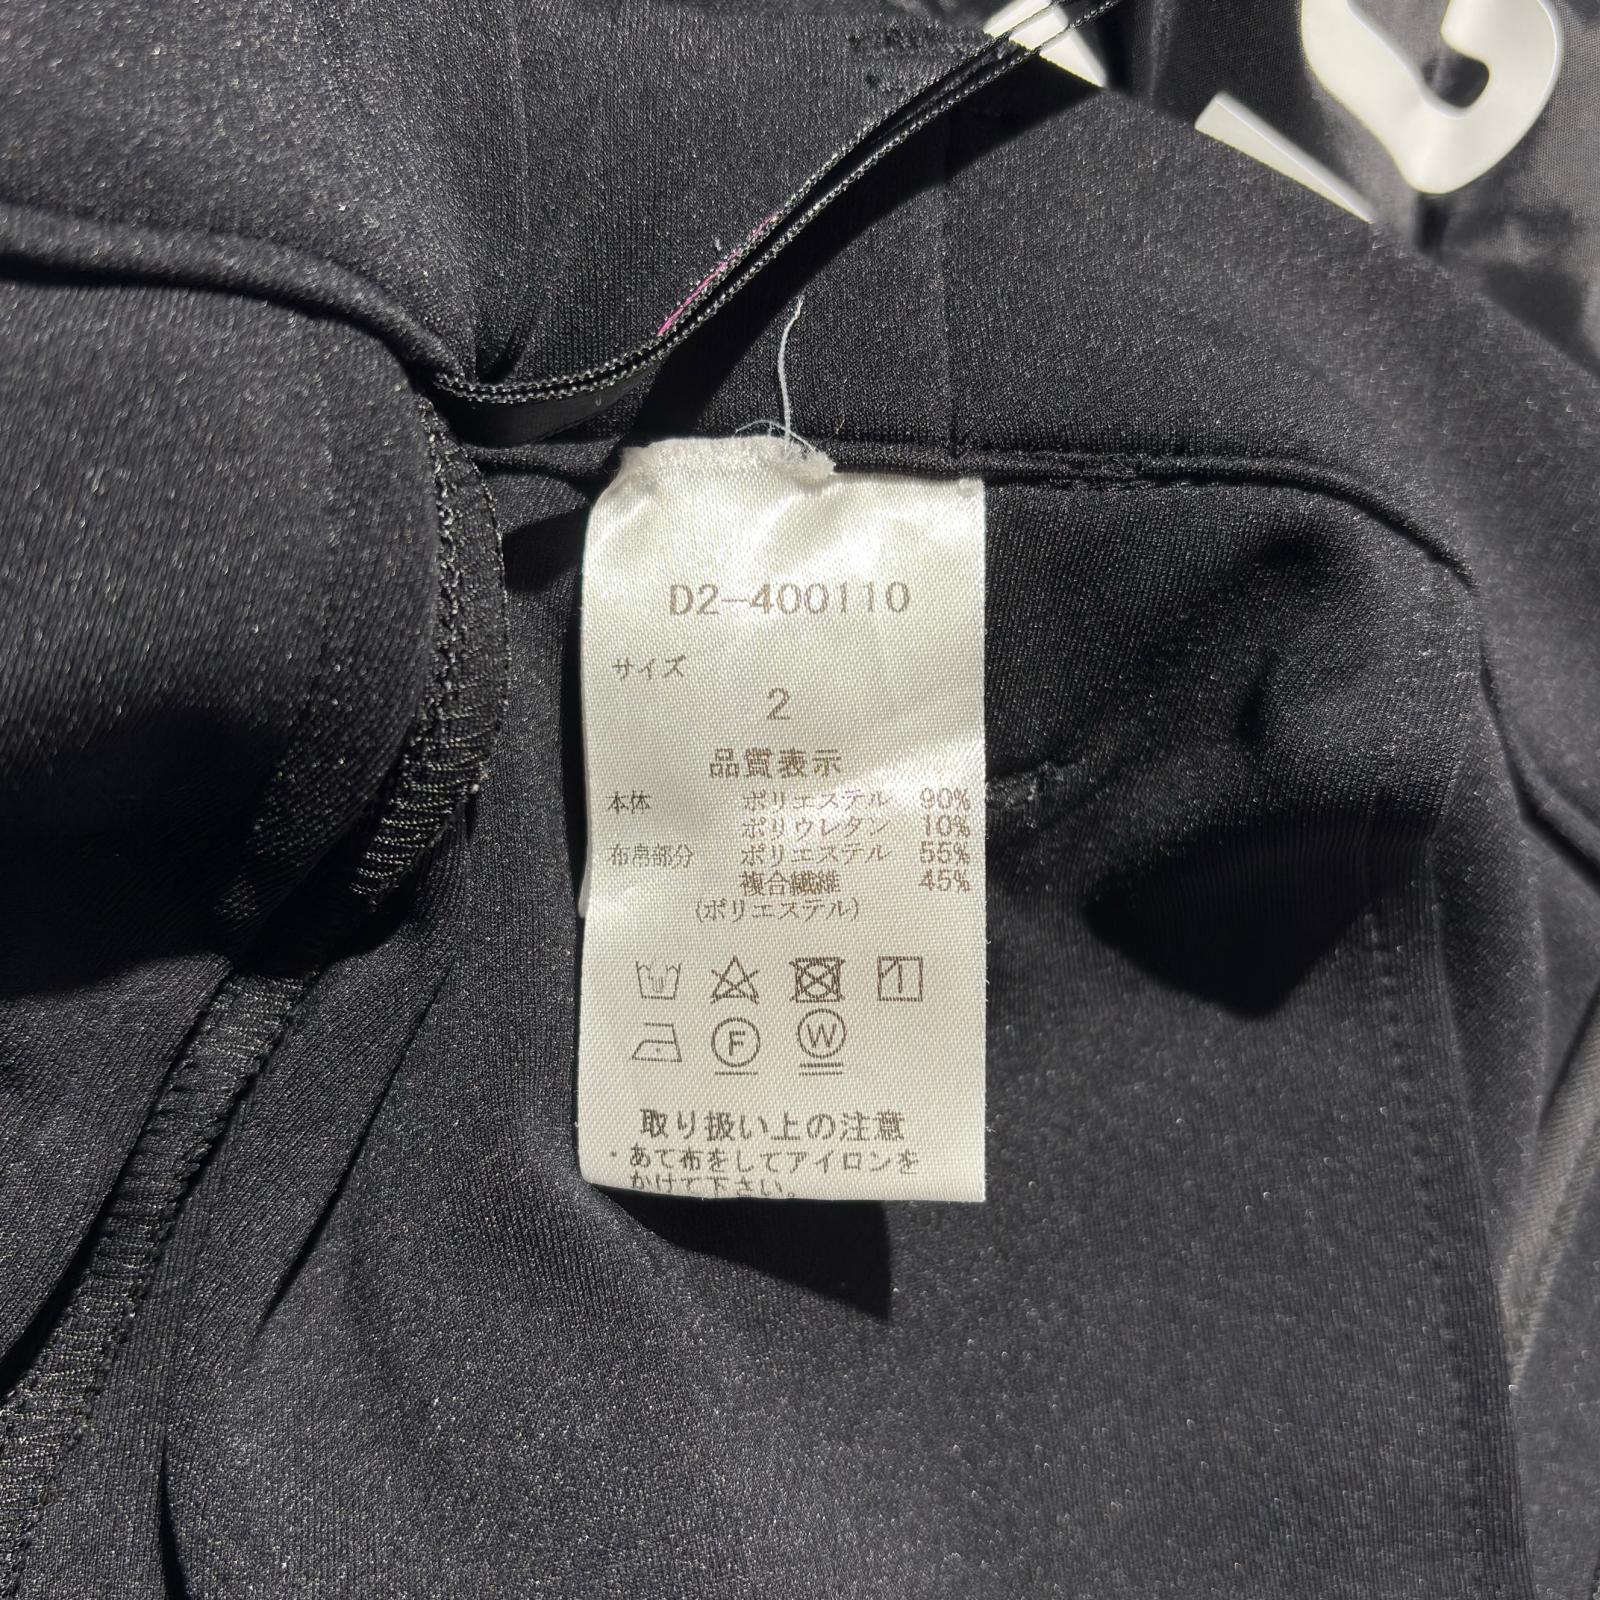 D2-400110
サイズ
2
品質表示
本体 ポリエステル 90%
ポリウレタン 10%
布帛部分 ポリエステル 55%
複合繊維 45%
(ポリエステル)
F W
取り扱い上の注意
・あて布をしてアイロンを
かけて下さい。